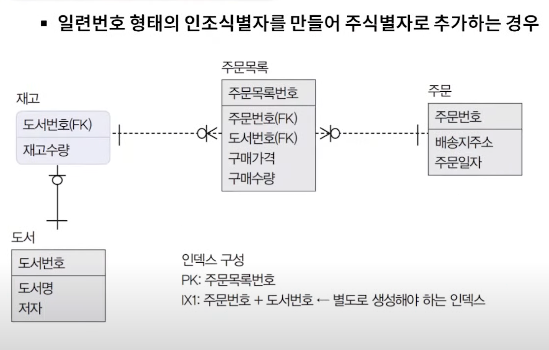 ▪ 일련번호 형태의 인조식별자를 만들어 주식별자로 추가하는 경우
재고
도서번호(FK)
재고수량
주문목록
주문목록번호
주문번호(FK)
도서번호(FK)
구매가격
구매수량
주문
주문번호
배송지주소
주문일자
도서
도서번호
도서명
저자
인덱스 구성
PK: 주문목록번호
IX1: 주문번호 + 도서번호 ← 별도로 생성해야 하는 인덱스